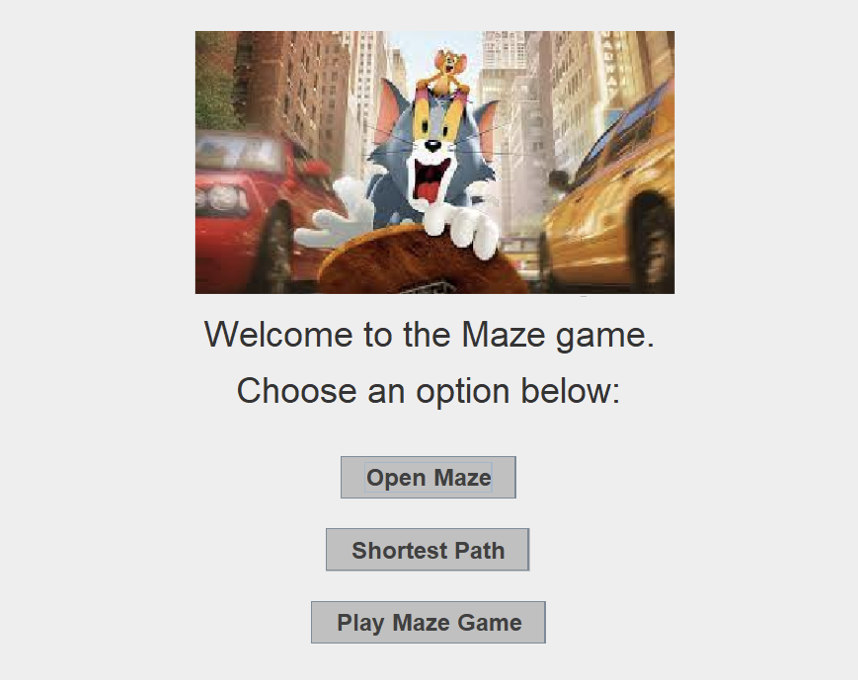 Welcome to the Maze game.
Choose an option below:
Open Maze
Shortest Path
Play Maze Game